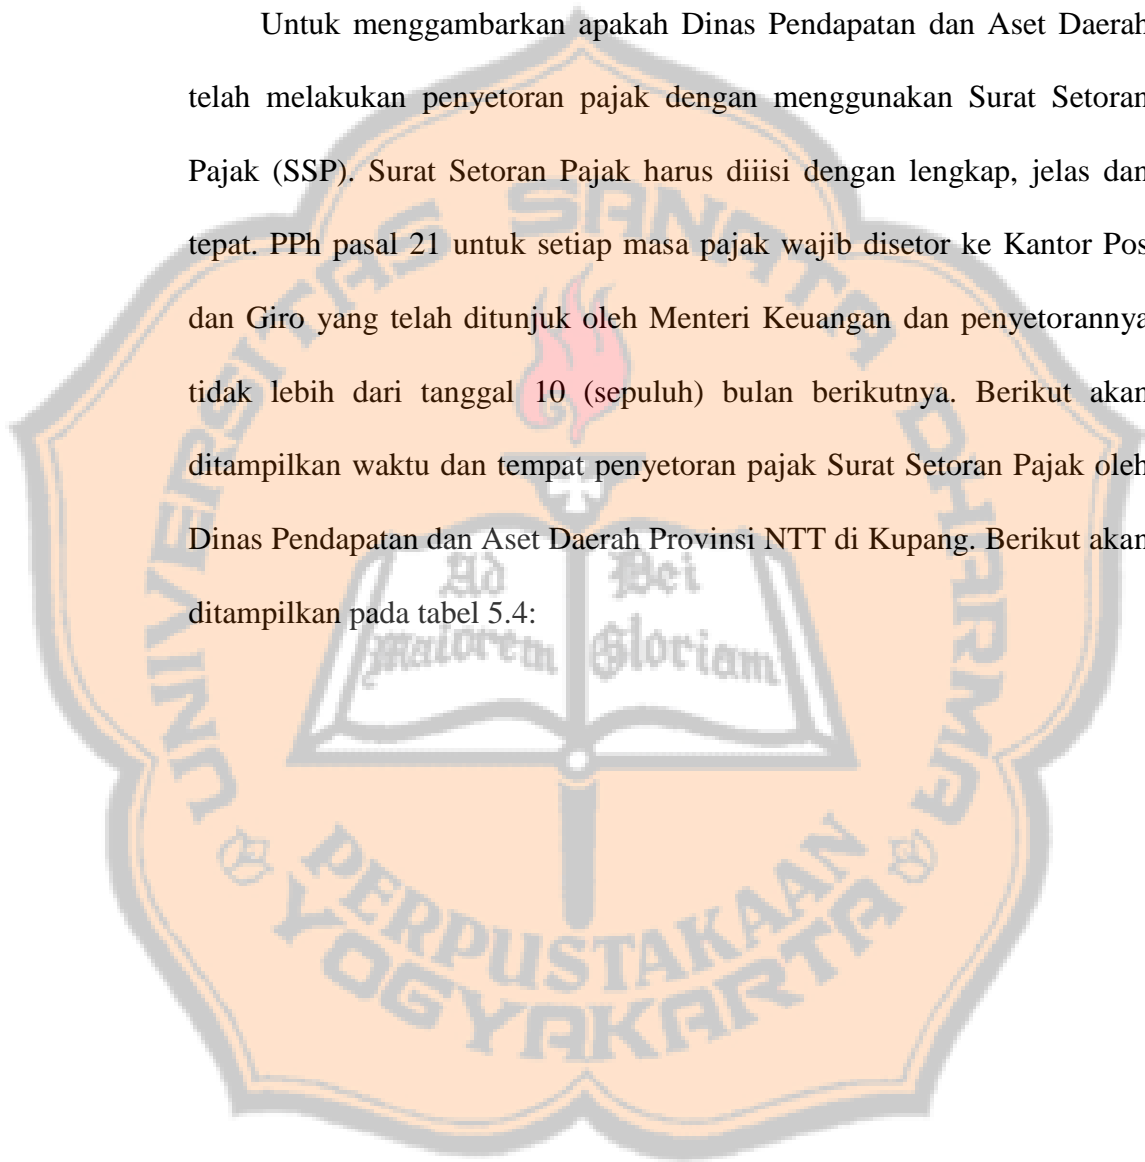 Untuk menggambarkan apakah Dinas Pendapatan dan Aset Daerah
telah melakukan penyetoran pajak dengan menggunakan Surat Setoran
Pajak (SSP). Surat Setoran Pajak harus diiisi dengan lengkap, jelas dan
tepat. PPh pasal 21 untuk setiap masa pajak wajib disetor ke Kantor Pos
dan Giro yang telah ditunjuk oleh Menteri Keuangan dan penyetorannya
tidak lebih dari tanggal 10 (sepuluh) bulan berikutnya. Berikut akan
ditampilkan waktu dan tempat penyetoran pajak Surat Setoran Pajak oleh
Dinas Pendapatan dan Aset Daerah Provinsi NTT di Kupang. Berikut akan
ditampilkan pada tabel 5.4:
UNIVERSITAS SANATA DHARMA
Ad Dei
Maiorem Gloriam
PERPUSTAKAAN
YOGYAKARTA